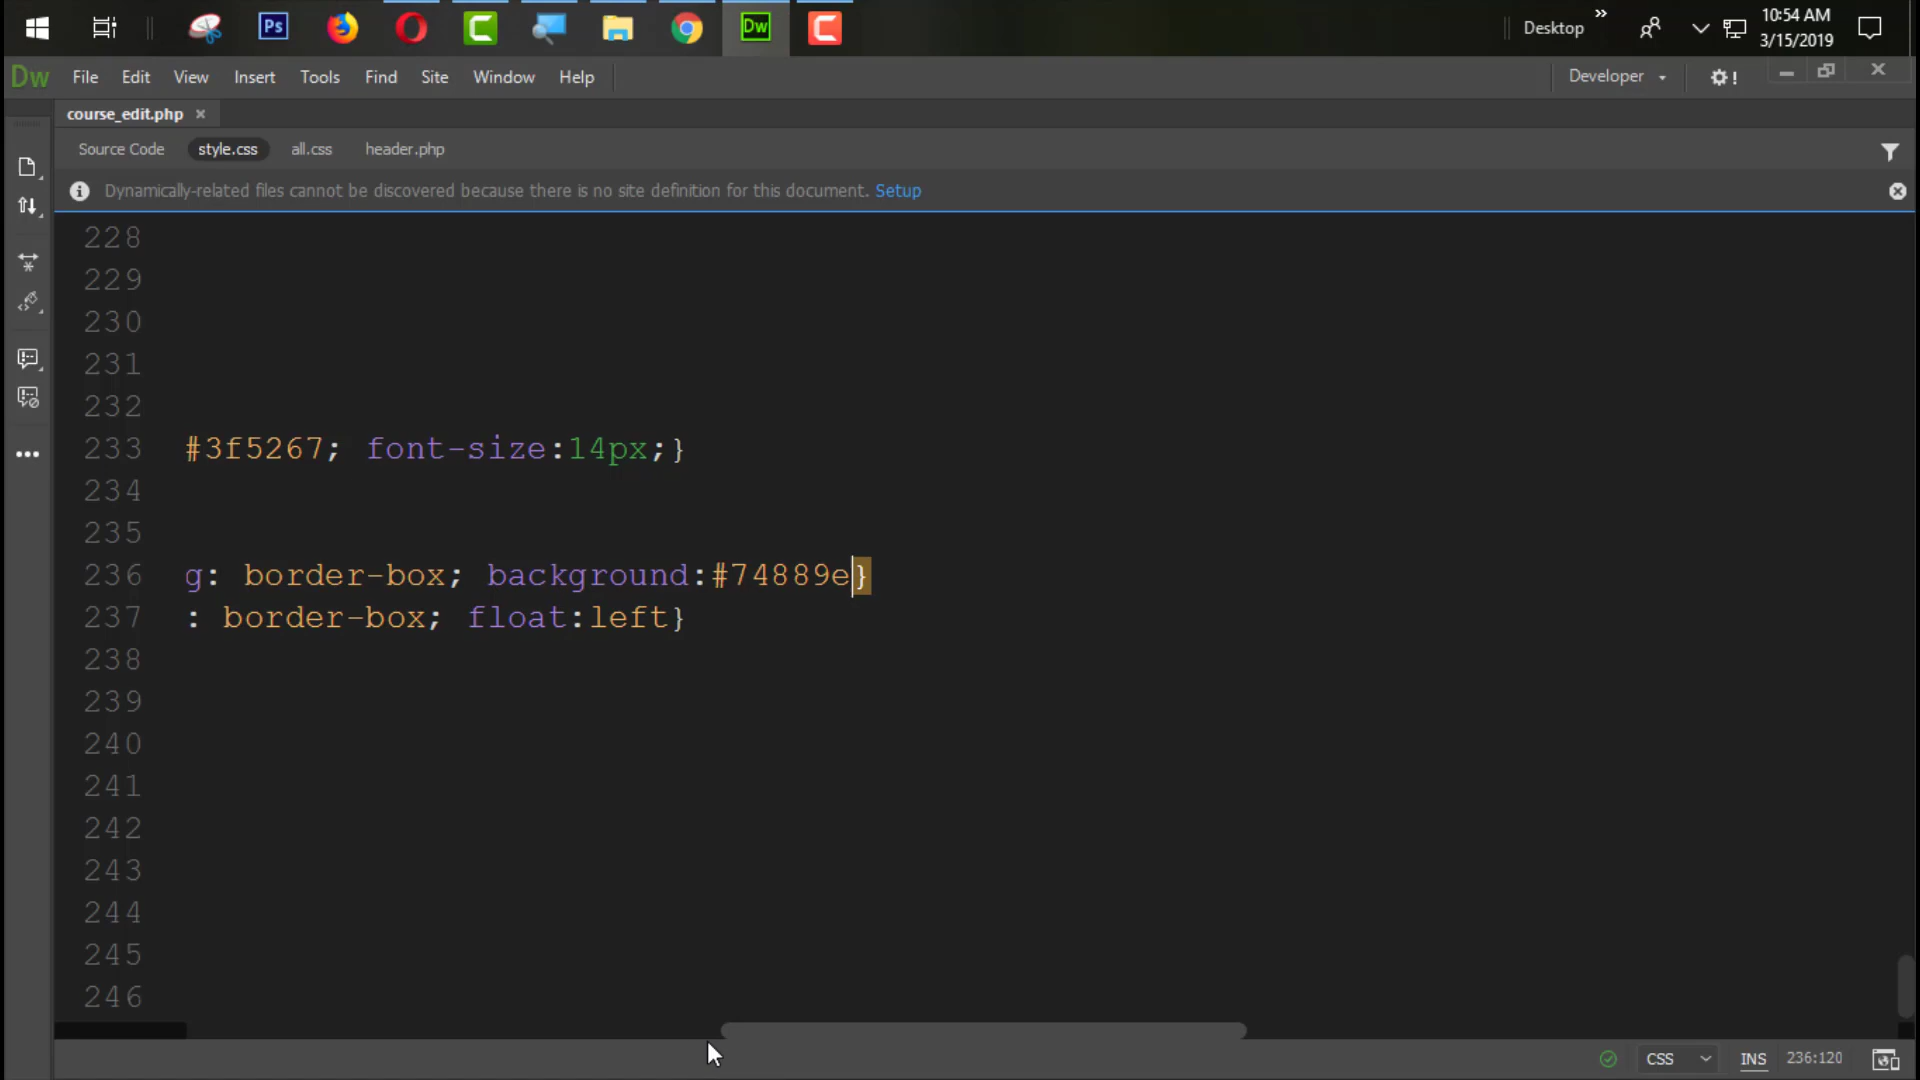 Ps
Dw
Desktop
»
10:54 AM
3/15/2019
Dw File Edit View Insert Tools Find Site Window Help
Developer
!
course_edit.php ×
Source Code style.css all.css header.php
Dynamically-related files cannot be discovered because there is no site definition for this document. Setup
228
229
230
231
232
233 #3f5267; font-size:14px;}
234
235
236 g: border-box; background:#74889e}
237 : border-box; float:left}
238
239
240
241
242
243
244
245
246
CSS INS 236:120